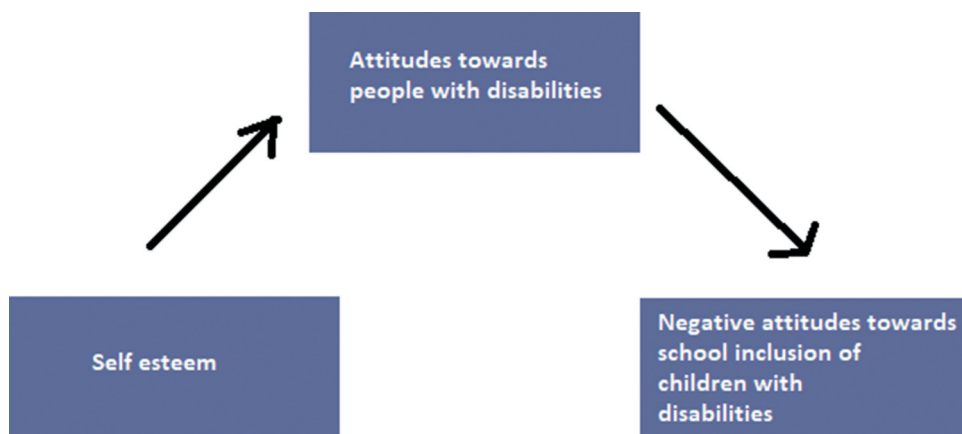 Attitudes towards
people with disabilities
Self esteem
Negative attitudes towards
school inclusion of
children with
disabilities